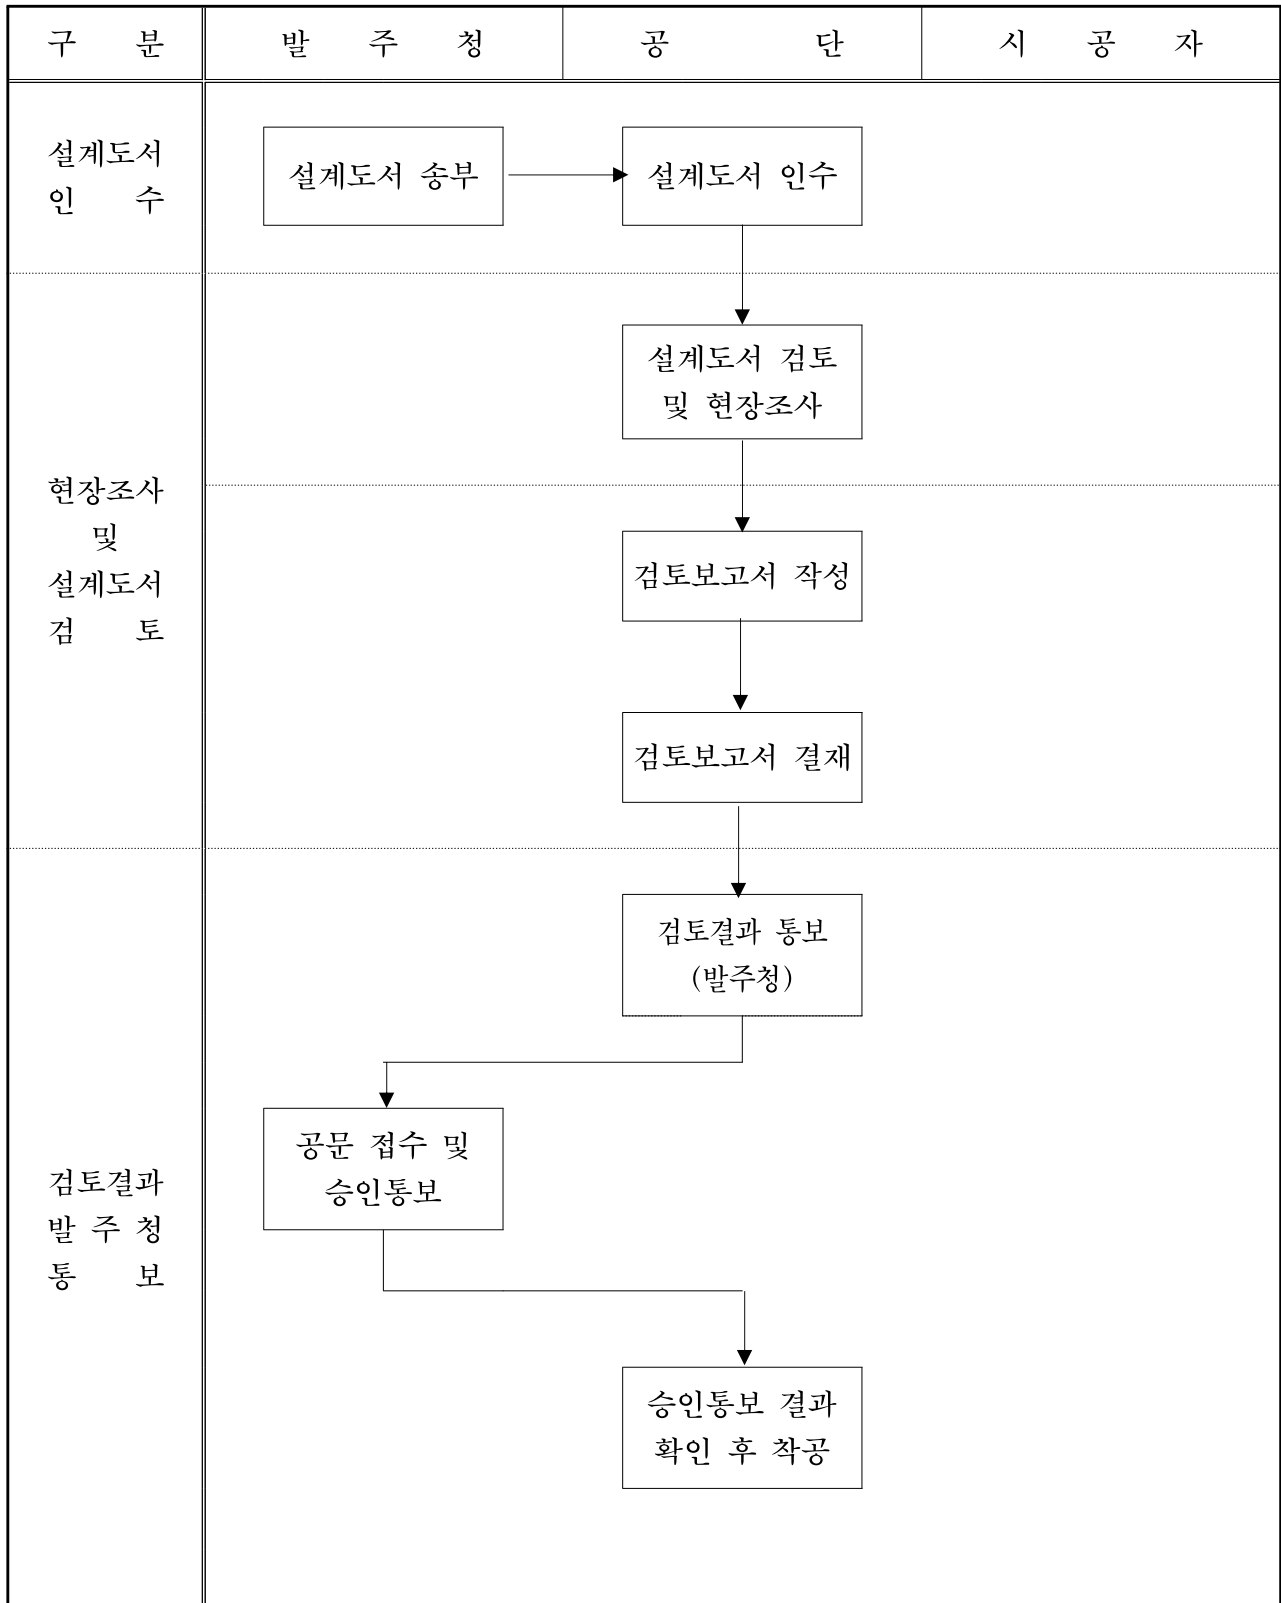 구 분 발 주 청 공 단 시 공 자
설계도서
인 수
설계도서 송부
설계도서 인수
현장조사
및
설계도서
검 토
설계도서 검토
및 현장조사
검토보고서 작성
검토보고서 결재
검토결과
발 주 청
통 보
검토결과 통보
(발주청)
공문 접수 및
승인통보
승인통보 결과
확인 후 착공